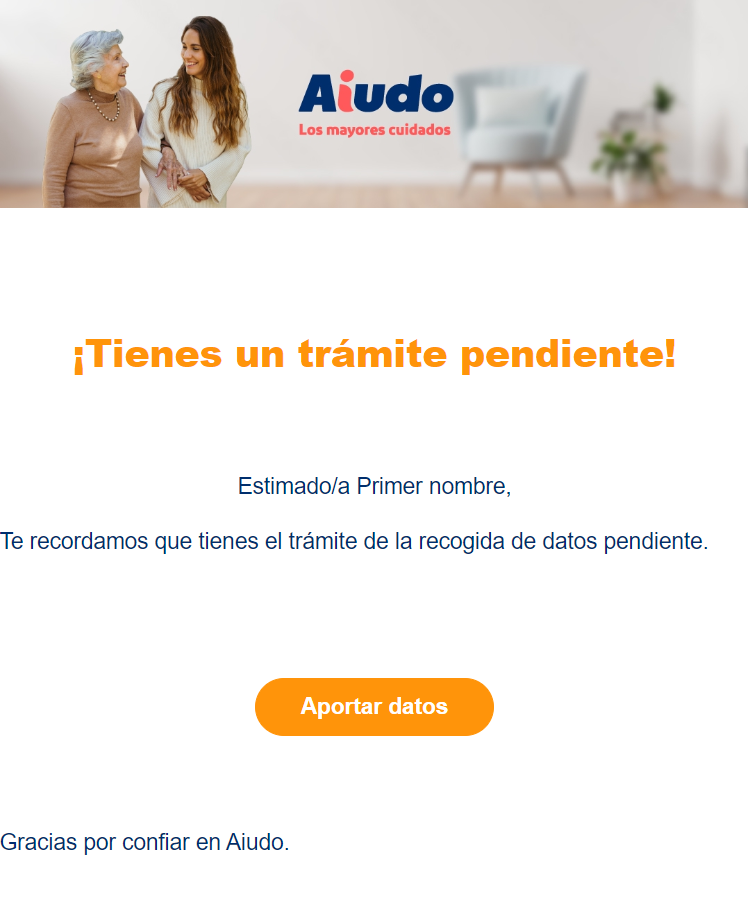 Aiudo
Los mayores cuidados
¡Tienes un trámite pendiente!
Estimado/a Primer nombre,
Te recordamos que tienes el trámite de la recogida de datos pendiente.
Aportar datos
Gracias por confiar en Aiudo.